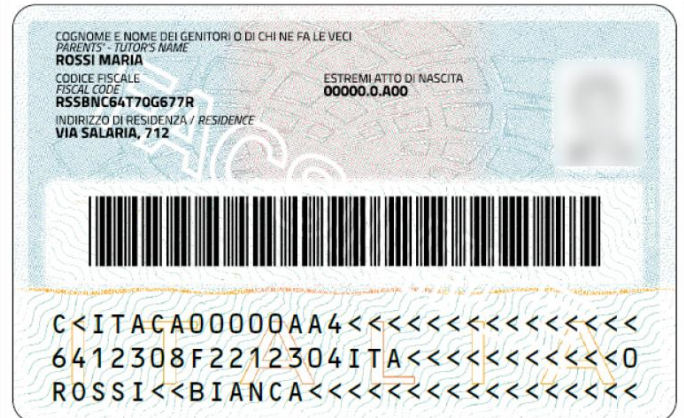 COGNOME E NOME DEI GENITORI O DI CHI NE FA LE VECI
PARENTS' - TUTOR'S NAME
ROSSI MARIA
CODICE FISCALE
FISCAL CODE
RSSBNC64T70G677R
ESTREMI ATTO DI NASCITA
00000.0.A00
INDIRIZZO DI RESIDENZA / RESIDENCE
VIA SALARIA, 712
ITALIA
C<ITACA00000AA4<<<<<<<<<<<<<<<
6412308F2212304ITA<<<<<<<<<<<0
ROSSI<<BIANCA<<<<<<<<<<<<<<<<<